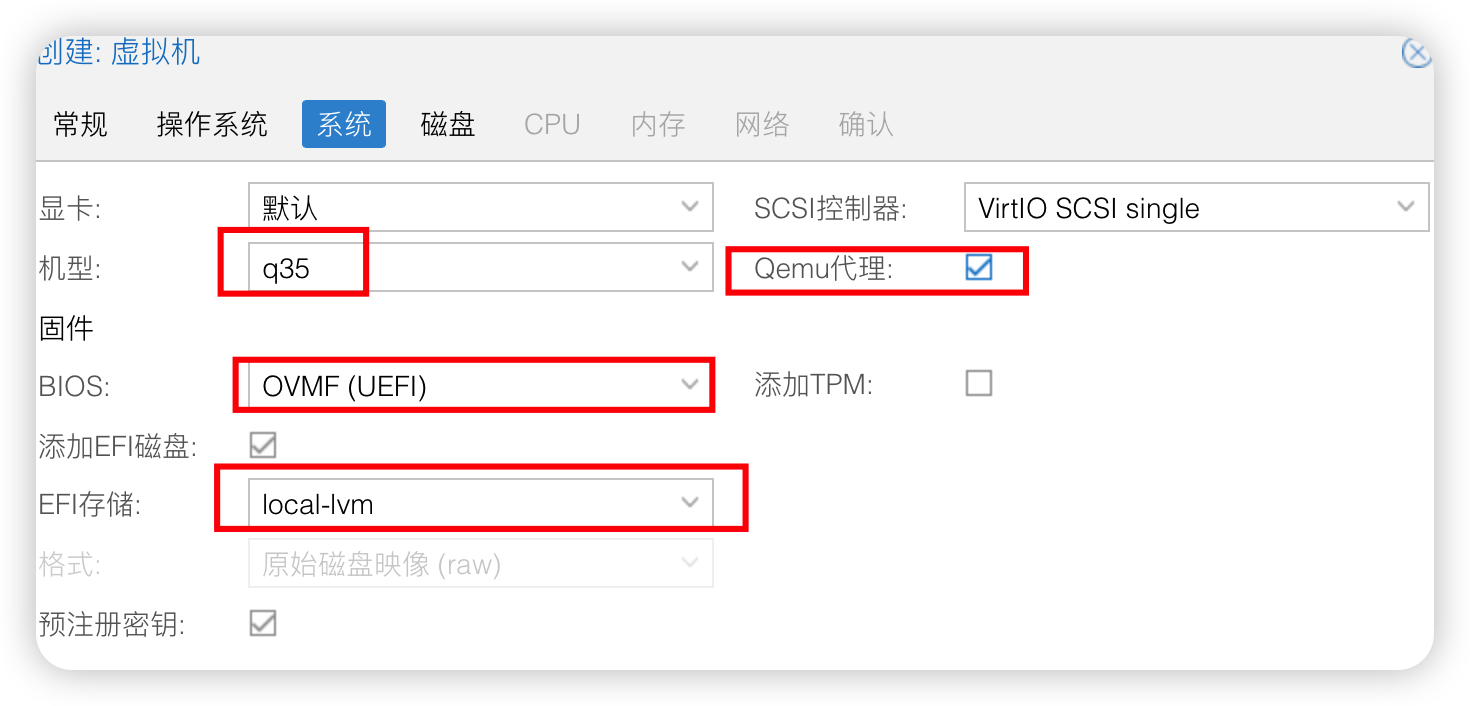 创建: 虚拟机
常规 操作系统 系统 磁盘 CPU 内存 网络 确认
显卡: 默认 SCSI控制器: VirtIO SCSI single
机型: q35 Qemu代理:
固件
BIOS: OVMF (UEFI) 添加TPM:
添加EFI磁盘:
EFI存储: local-lvm
格式: 原始磁盘映像 (raw)
预注册密钥: